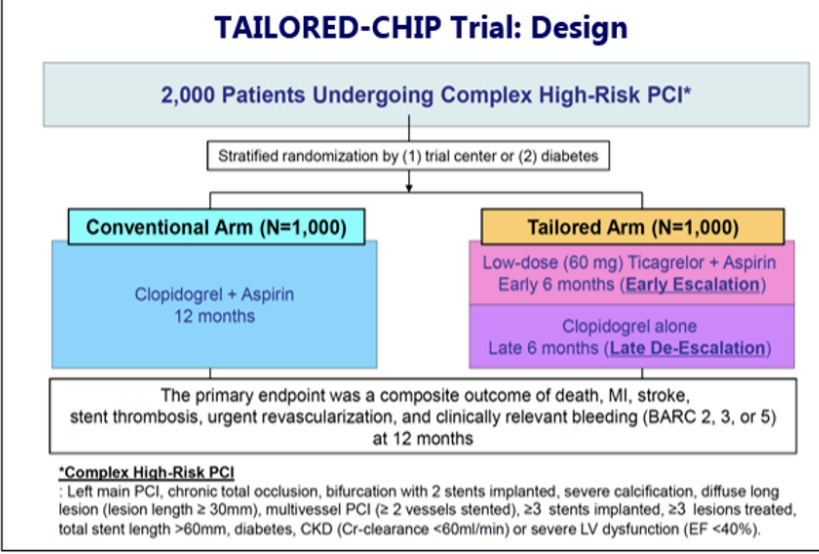 TAILORED-CHIP Trial: Design
2,000 Patients Undergoing Complex High-Risk PCI*
Stratified randomization by (1) trial center or (2) diabetes
Conventional Arm (N=1,000)
Clopidogrel + Aspirin
12 months
Tailored Arm (N=1,000)
Low-dose (60 mg) Ticagrelor + Aspirin
Early 6 months (Early Escalation)
Clopidogrel alone
Late 6 months (Late De-Escalation)
The primary endpoint was a composite outcome of death, MI, stroke,
stent thrombosis, urgent revascularization, and clinically relevant bleeding (BARC 2, 3, or 5)
at 12 months
*Complex High-Risk PCI
: Left main PCI, chronic total occlusion, bifurcation with 2 stents implanted, severe calcification, diffuse long
lesion (lesion length ≥ 30mm), multivessel PCI (≥ 2 vessels stented), ≥3 stents implanted, ≥3 lesions treated,
total stent length >60mm, diabetes, CKD (Cr-clearance <60ml/min) or severe LV dysfunction (EF <40%).